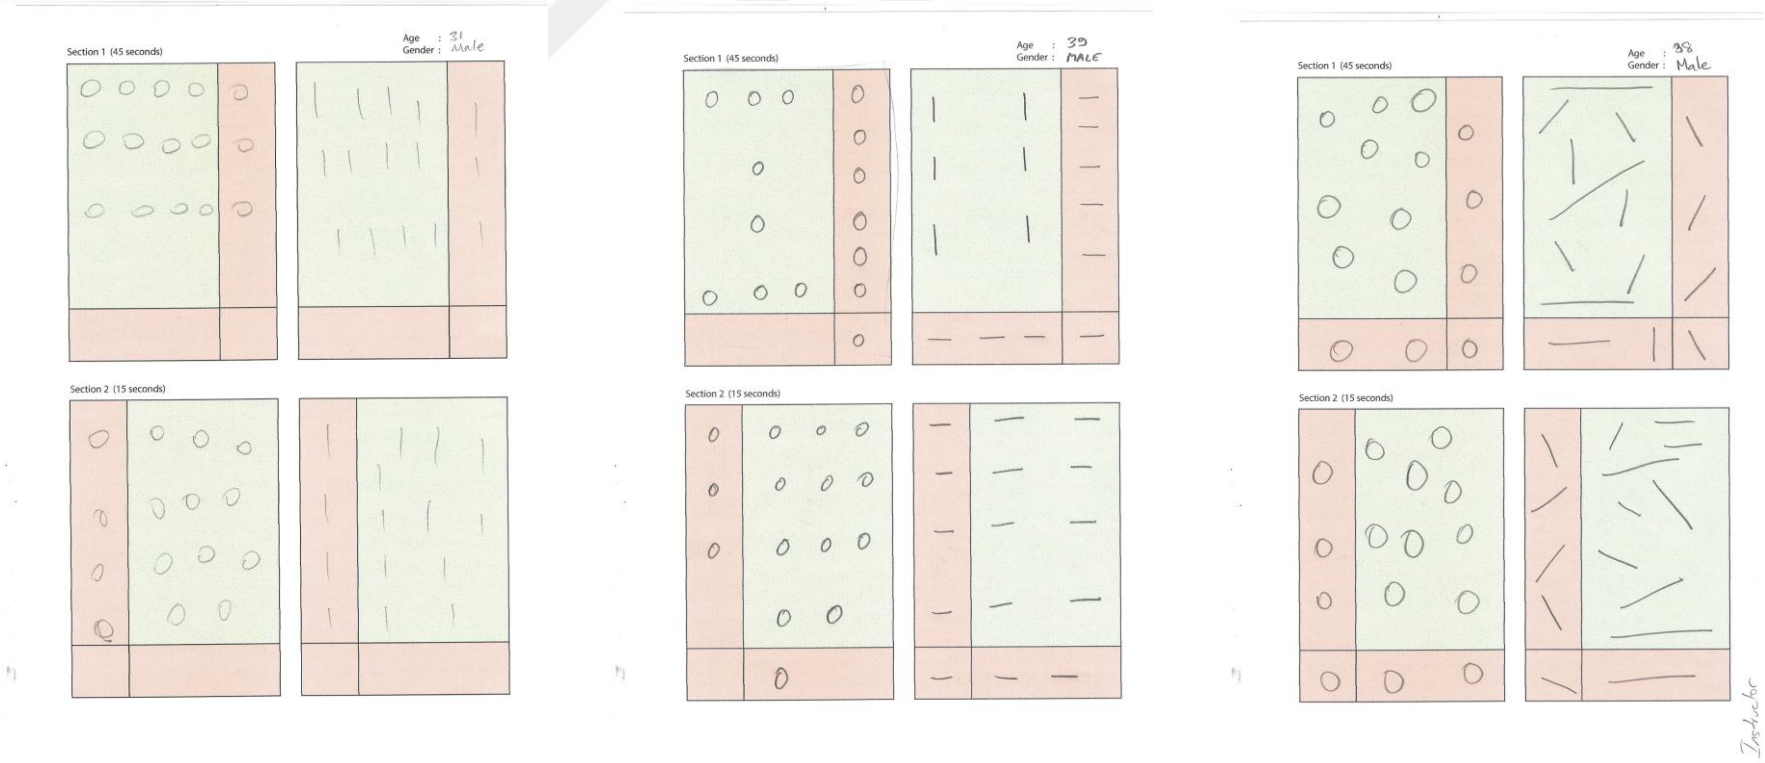 Age : 31
Section 1 (45 seconds)
Gender : Male
Section 2 (15 seconds)
Age : 39
Section 1 (45 seconds)
Gender : MALE
Section 2 (15 seconds)
Age : 38
Section 1 (45 seconds)
Gender : Male
Section 2 (15 seconds)
Instructor